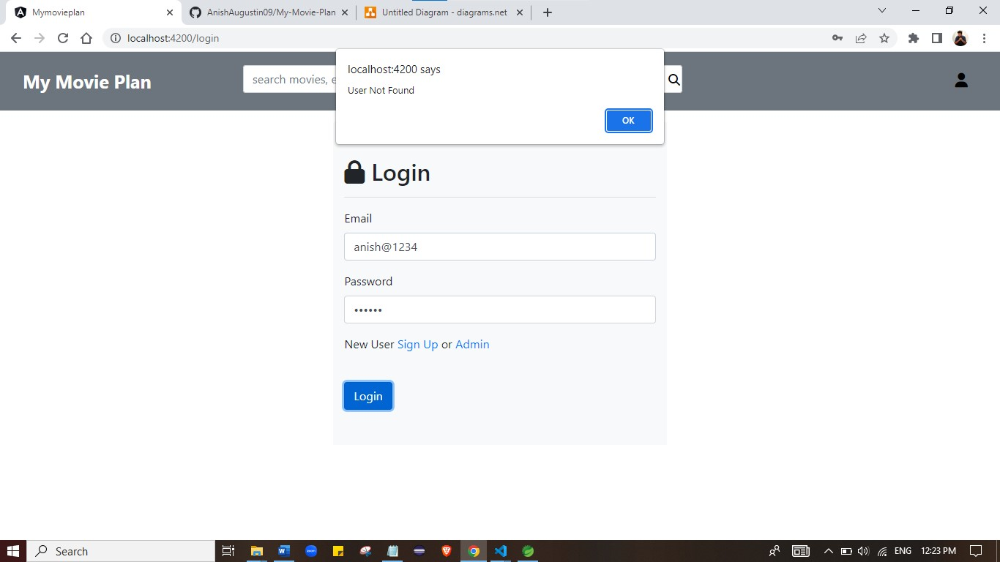 Mymovieplan
AnishAugustin09/My-Movie-Plan
Untitled Diagram - diagrams.net
localhost:4200/login
localhost:4200 says
User Not Found
OK
My Movie Plan
search movies, e
Login
Email
anish@1234
Password
••••••
New User Sign Up or Admin
Login
Search
ENG
12:23 PM